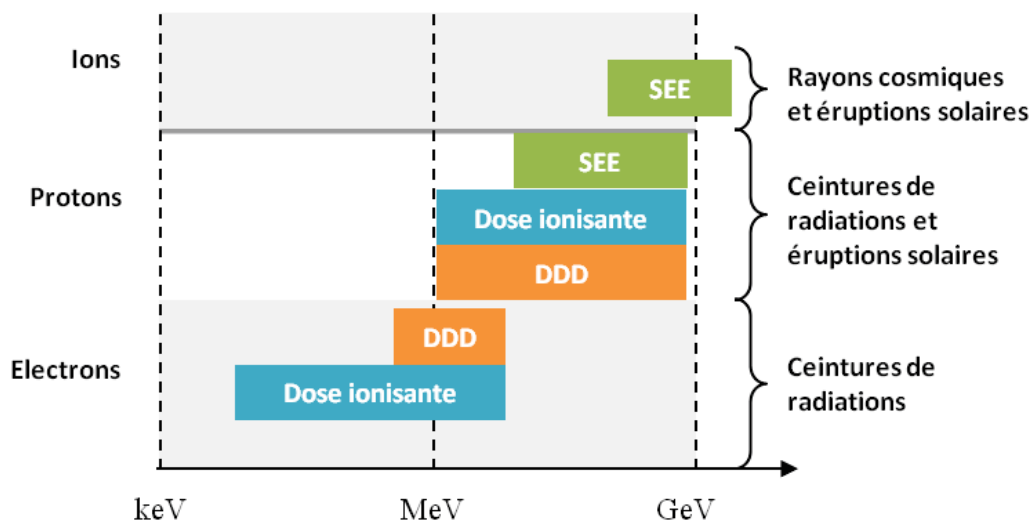 Ions
SEE
Rayons cosmiques
et éruptions solaires
Protons
SEE
Dose ionisante
DDD
Ceintures de
radiations et
éruptions solaires
Electrons
DDD
Dose ionisante
Ceintures de
radiations
keV
MeV
GeV